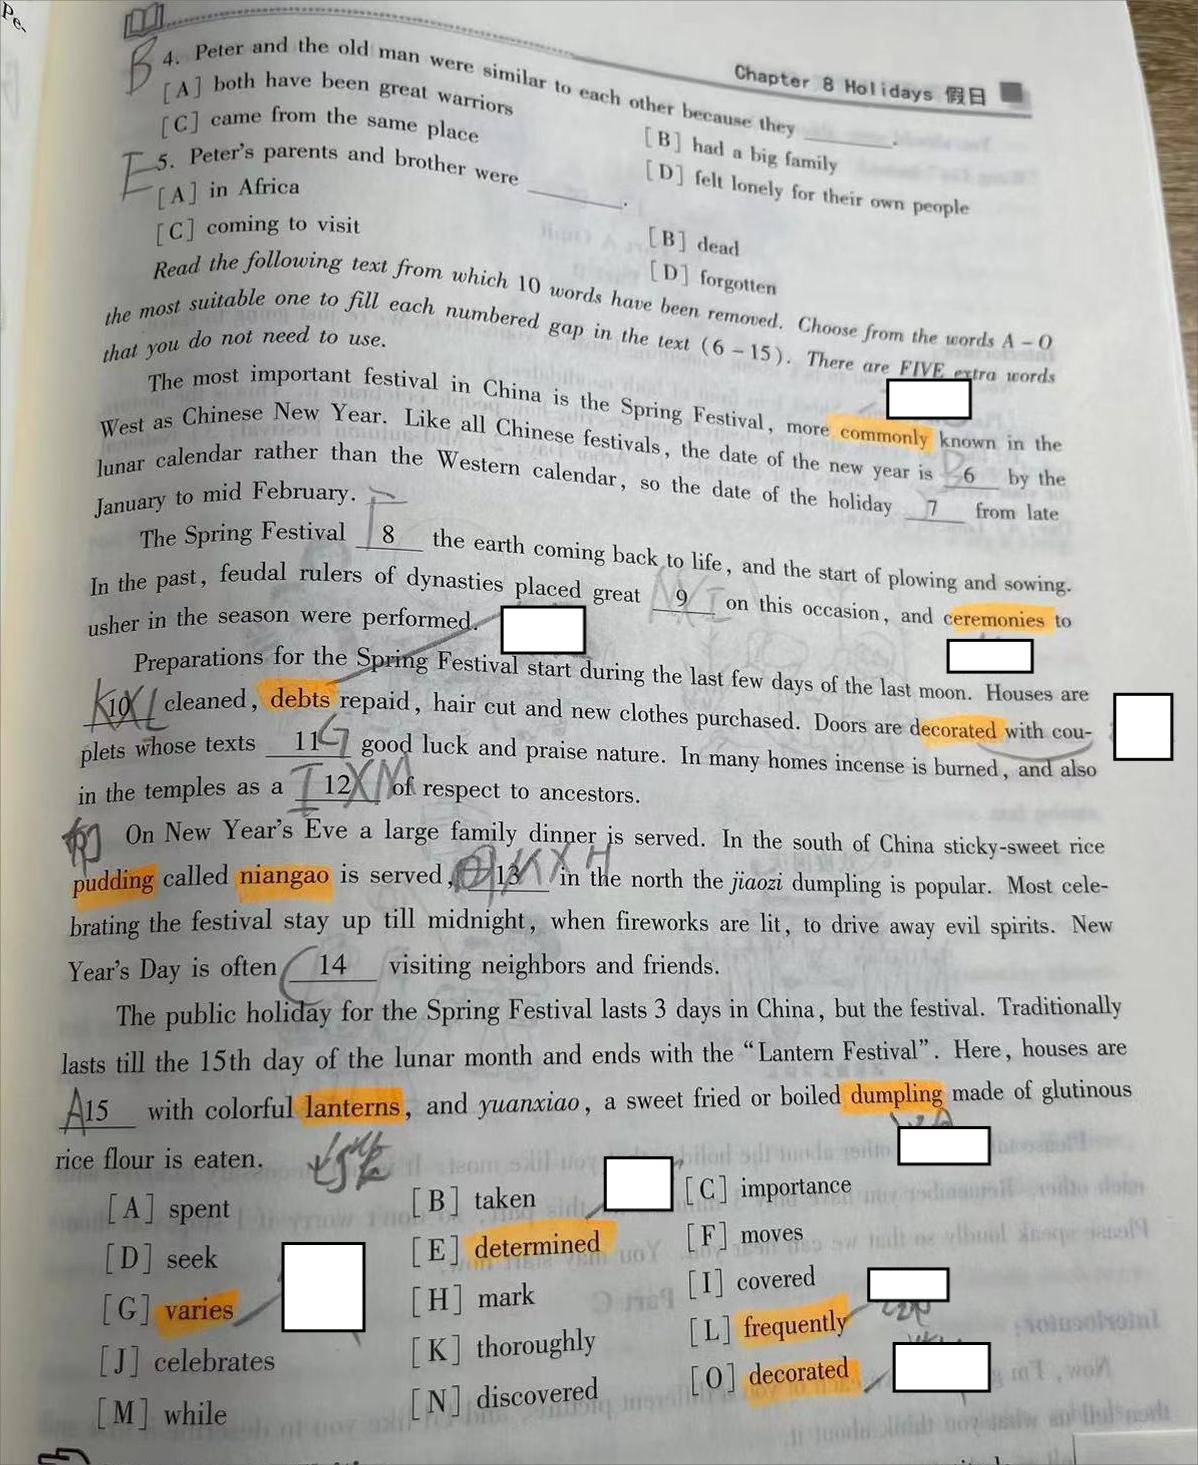 Chapter 8 Holidays 假日
B 4. Peter and the old man were similar to each other because they ______.
[A] both have been great warriors
[B] had a big family
[C] came from the same place
[D] felt lonely for their own people
E 5. Peter's parents and brother were ______.
[A] in Africa
[B] dead
[C] coming to visit
[D] forgotten
Read the following text from which 10 words have been removed. Choose from the words A – O
the most suitable one to fill each numbered gap in the text (6 – 15). There are FIVE extra words
that you do not need to use.
The most important festival in China is the Spring Festival, more commonly known in the
West as Chinese New Year. Like all Chinese festivals, the date of the new year is 6 by the
lunar calendar rather than the Western calendar, so the date of the holiday 7 from late
January to mid February.
The Spring Festival 8 the earth coming back to life, and the start of plowing and sowing.
In the past, feudal rulers of dynasties placed great 9 on this occasion, and ceremonies to
usher in the season were performed.
Preparations for the Spring Festival start during the last few days of the last moon. Houses are
10 cleaned, debts repaid, hair cut and new clothes purchased. Doors are decorated with cou-
plets whose texts 11 G good luck and praise nature. In many homes incense is burned, and also
in the temples as a 12 of respect to ancestors.
On New Year's Eve a large family dinner is served. In the south of China sticky-sweet rice
pudding called niangao is served, 13 in the north the jiaozi dumpling is popular. Most cele-
brating the festival stay up till midnight, when fireworks are lit, to drive away evil spirits. New
Year's Day is often 14 visiting neighbors and friends.
The public holiday for the Spring Festival lasts 3 days in China, but the festival. Traditionally
lasts till the 15th day of the lunar month and ends with the "Lantern Festival". Here, houses are
A 15 with colorful lanterns, and yuanxiao, a sweet fried or boiled dumpling made of glutinous
rice flour is eaten.
[A] spent [B] taken [C] importance
[D] seek [E] determined [F] moves
[G] varies [H] mark [I] covered
[J] celebrates [K] thoroughly [L] frequently
[M] while [N] discovered [O] decorated